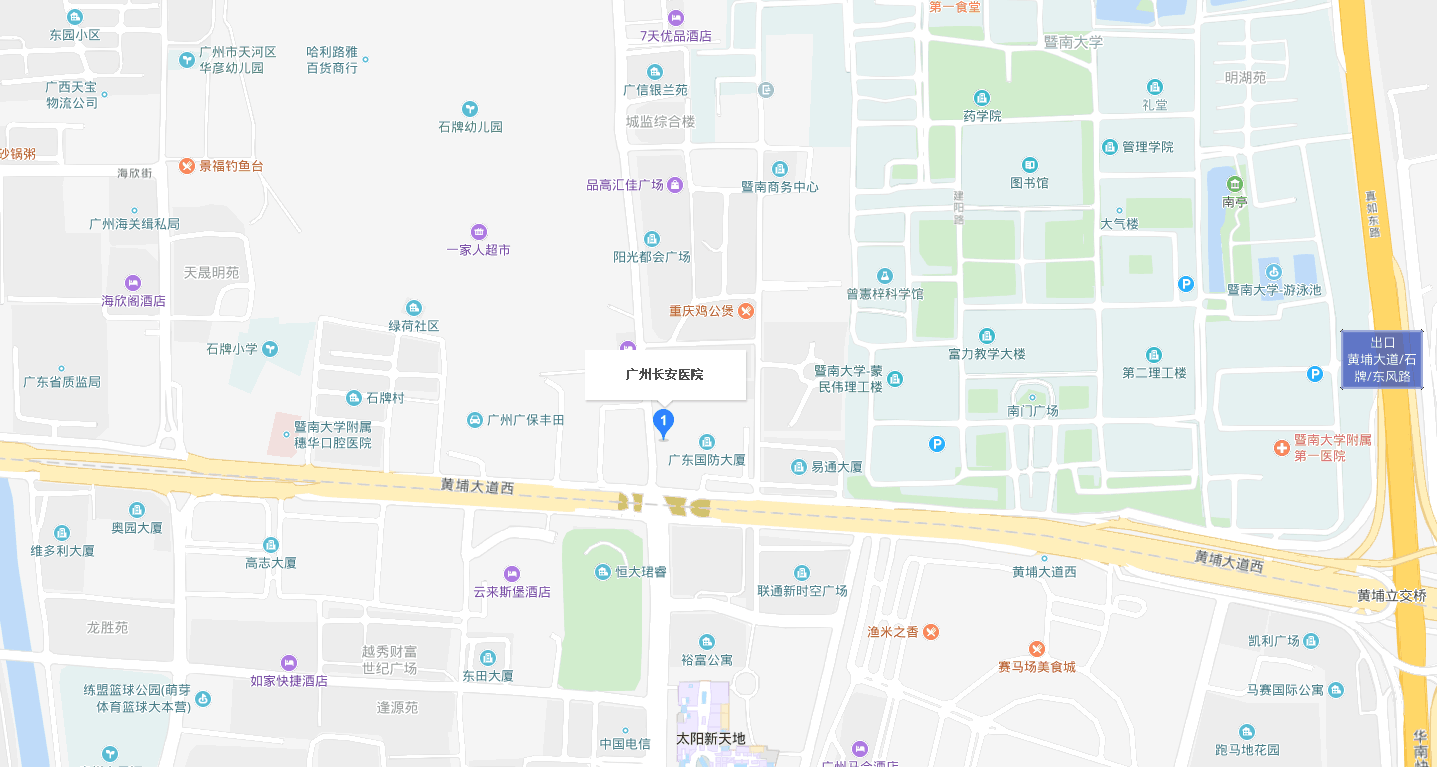 第一食堂
东园小区
7天优品酒店
暨南大学
广州市天河区
华彦幼儿园
哈利路雅
百货商行
广西天宝
物流公司
广信银兰苑
明湖苑
礼堂
药学院
石牌幼儿园
城监综合楼
管理学院
砂锅粥
景福钓鱼台
海欣街
品高汇佳广场
暨南商务中心
图书馆
建阳路
南亭
真如东路
广州海关缉私局
大气楼
一家人超市
阳光都会广场
天晟明苑
海欣阁酒店
曾憲梓科学馆
暨南大学-游泳池
P
重庆鸡公煲
绿荷社区
石牌小学
出口
黄埔大道/石
牌/东风路
富力教学大楼
第二理工楼
P
广东省质监局
广州长安医院
暨南大学-蒙
民伟理工楼
石牌村
南门广场
1
广州广保丰田
暨南大学附属
穗华口腔医院
P
暨南大学附属
第一医院
广东国防大厦
易通大厦
黄埔大道西
奥园大厦
维多利大厦
高志大厦
恒大珺睿
云来斯堡酒店
联通新时空广场
黄埔大道西
黄埔大道西
黄埔立交桥
龙胜苑
渔米之香
凯利广场
越秀财富
世纪广场
裕富公寓
赛马场美食城
东田大厦
如家快捷酒店
练盟篮球公园(萌芽
体育篮球大本营)
马赛国际公寓
逢源苑
中国电信
太阳新天地
跑马地花园
华南快